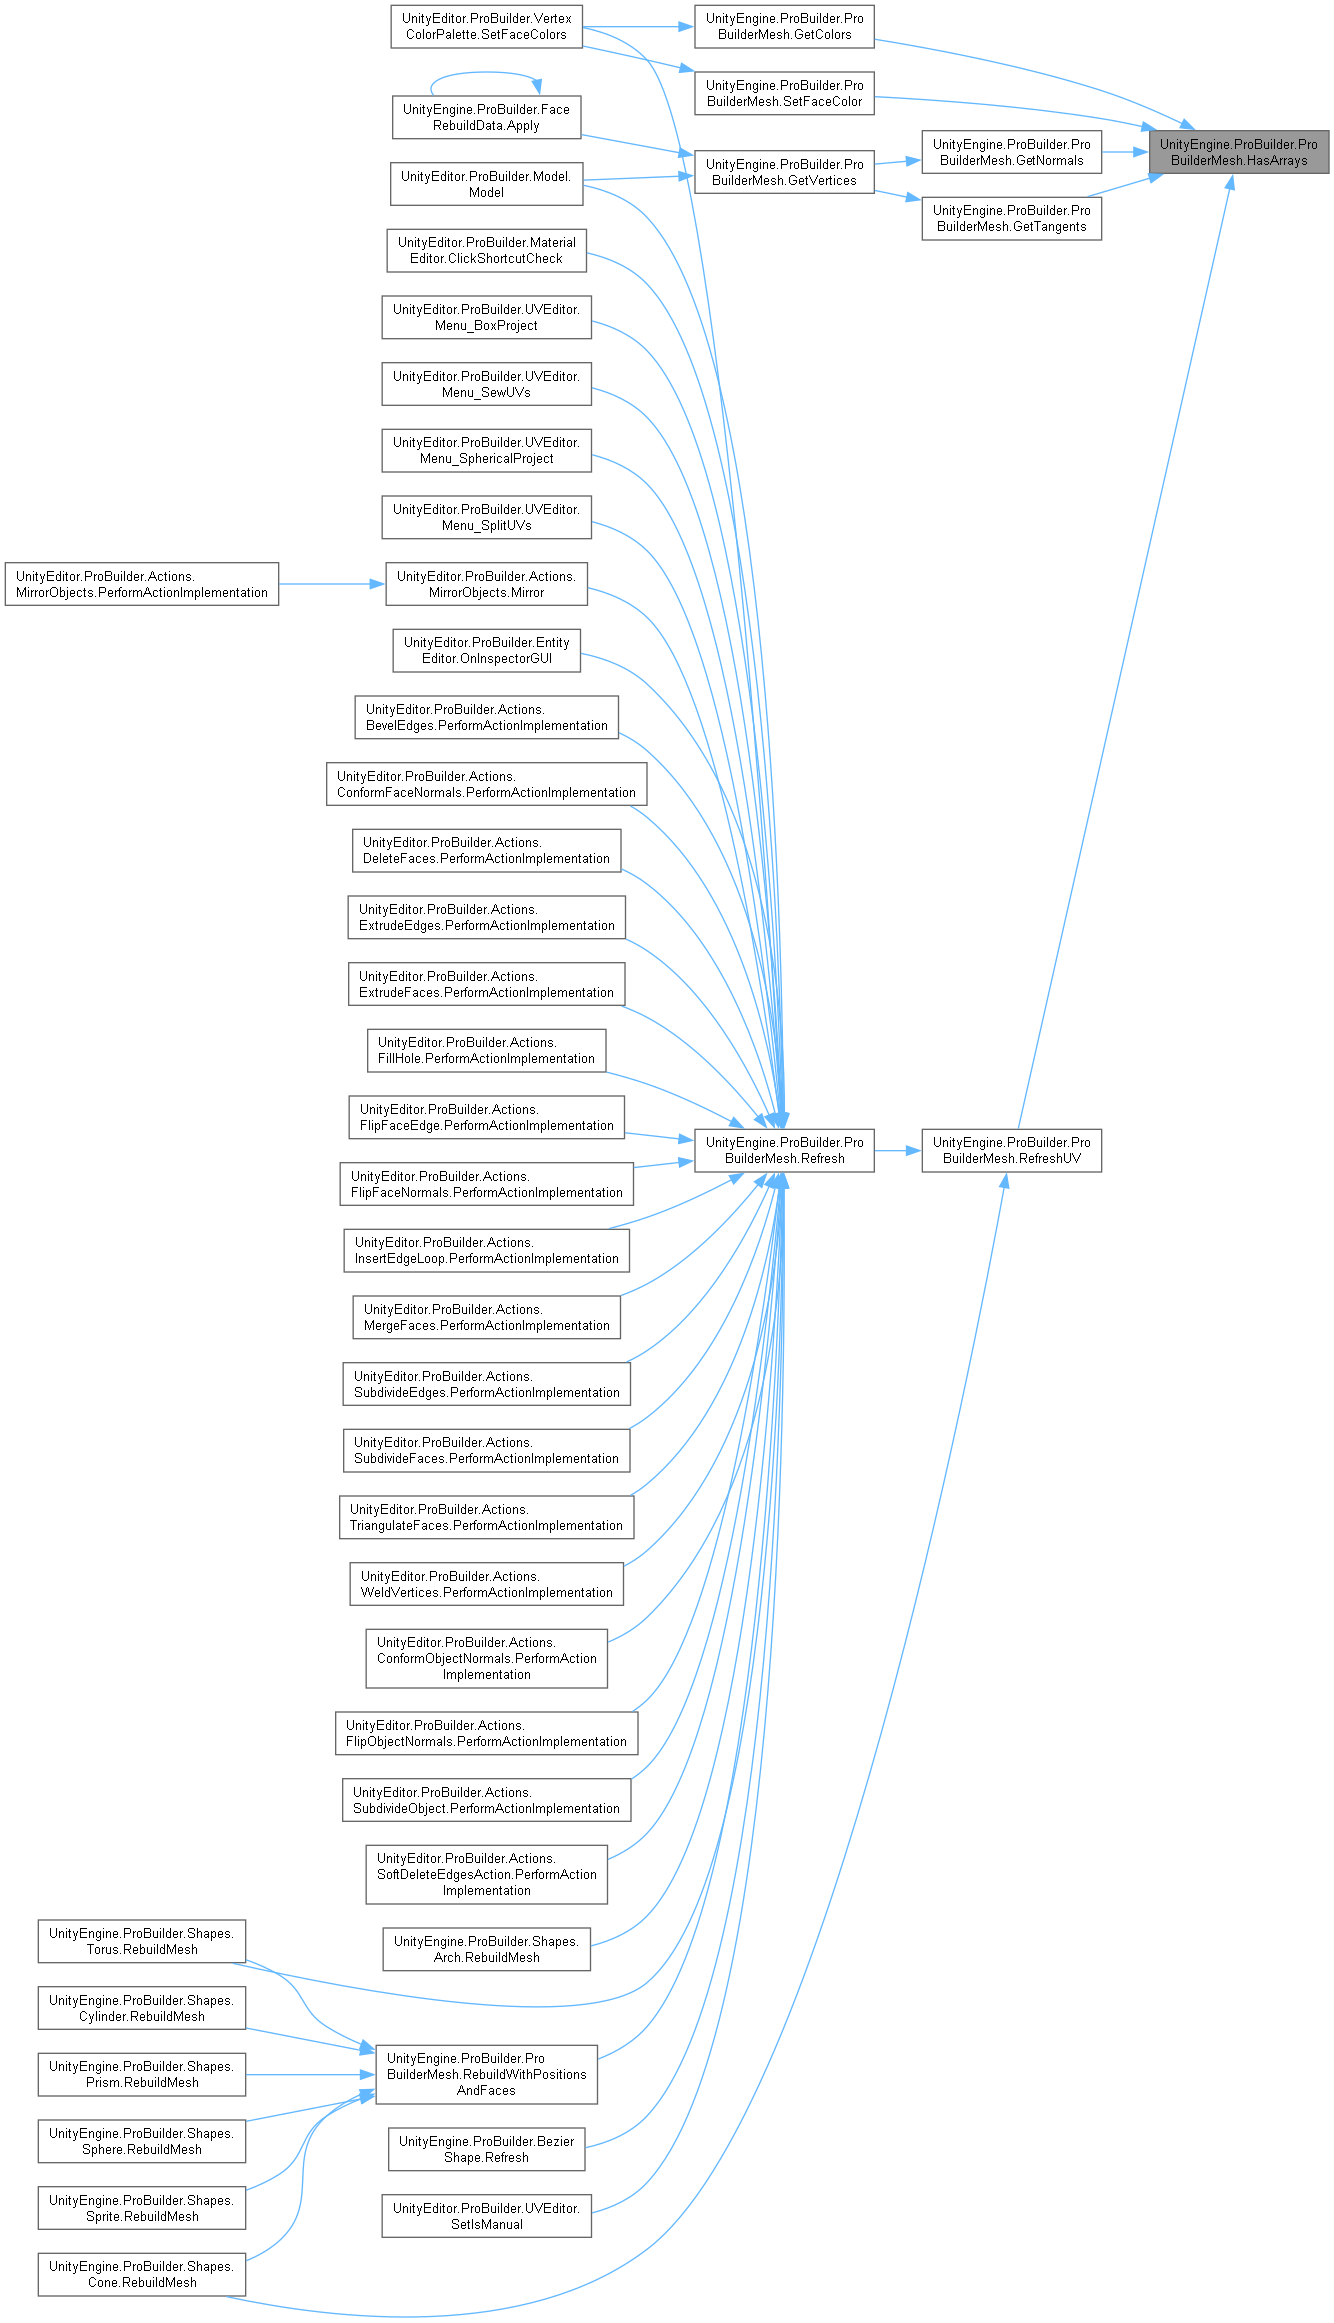 UnityEditor.ProBuilder.Vertex
ColorPalette.SetFaceColors
UnityEngine.ProBuilder.Pro
BuilderMesh.GetColors
UnityEngine.ProBuilder.Pro
BuilderMesh.SetFaceColor
UnityEngine.ProBuilder.Face
RebuildData.Apply
UnityEngine.ProBuilder.Pro
BuilderMesh.GetNormals
UnityEngine.ProBuilder.Pro
BuilderMesh.HasArrays
UnityEngine.ProBuilder.Pro
BuilderMesh.GetVertices
UnityEditor.ProBuilder.Model.
Model
UnityEngine.ProBuilder.Pro
BuilderMesh.GetTangents
UnityEditor.ProBuilder.Material
Editor.ClickShortcutCheck
UnityEditor.ProBuilder.UVEditor.
Menu_BoxProject
UnityEditor.ProBuilder.UVEditor.
Menu_SewUVs
UnityEditor.ProBuilder.UVEditor.
Menu_SphericalProject
UnityEditor.ProBuilder.UVEditor.
Menu_SplitUVs
UnityEditor.ProBuilder.Actions.
MirrorObjects.PerformActionImplementation
UnityEditor.ProBuilder.Actions.
MirrorObjects.Mirror
UnityEditor.ProBuilder.Entity
Editor.OnInspectorGUI
UnityEditor.ProBuilder.Actions.
BevelEdges.PerformActionImplementation
UnityEditor.ProBuilder.Actions.
ConformFaceNormals.PerformActionImplementation
UnityEditor.ProBuilder.Actions.
DeleteFaces.PerformActionImplementation
UnityEditor.ProBuilder.Actions.
ExtrudeEdges.PerformActionImplementation
UnityEditor.ProBuilder.Actions.
ExtrudeFaces.PerformActionImplementation
UnityEditor.ProBuilder.Actions.
FillHole.PerformActionImplementation
UnityEditor.ProBuilder.Actions.
FlipFaceEdge.PerformActionImplementation
UnityEngine.ProBuilder.Pro
BuilderMesh.Refresh
UnityEngine.ProBuilder.Pro
BuilderMesh.RefreshUV
UnityEditor.ProBuilder.Actions.
FlipFaceNormals.PerformActionImplementation
UnityEditor.ProBuilder.Actions.
InsertEdgeLoop.PerformActionImplementation
UnityEditor.ProBuilder.Actions.
MergeFaces.PerformActionImplementation
UnityEditor.ProBuilder.Actions.
SubdivideEdges.PerformActionImplementation
UnityEditor.ProBuilder.Actions.
SubdivideFaces.PerformActionImplementation
UnityEditor.ProBuilder.Actions.
TriangulateFaces.PerformActionImplementation
UnityEditor.ProBuilder.Actions.
WeldVertices.PerformActionImplementation
UnityEditor.ProBuilder.Actions.
ConformObjectNormals.PerformAction
Implementation
UnityEditor.ProBuilder.Actions.
FlipObjectNormals.PerformActionImplementation
UnityEditor.ProBuilder.Actions.
SubdivideObject.PerformActionImplementation
UnityEditor.ProBuilder.Actions.
SoftDeleteEdgesAction.PerformAction
Implementation
UnityEngine.ProBuilder.Shapes.
Torus.RebuildMesh
UnityEngine.ProBuilder.Shapes.
Arch.RebuildMesh
UnityEngine.ProBuilder.Shapes.
Cylinder.RebuildMesh
UnityEngine.ProBuilder.Pro
BuilderMesh.RebuildWithPositions
AndFaces
UnityEngine.ProBuilder.Shapes.
Prism.RebuildMesh
UnityEngine.ProBuilder.Shapes.
Sphere.RebuildMesh
UnityEngine.ProBuilder.Bezier
Shape.Refresh
UnityEngine.ProBuilder.Shapes.
Sprite.RebuildMesh
UnityEditor.ProBuilder.UVEditor.
SetIsManual
UnityEngine.ProBuilder.Shapes.
Cone.RebuildMesh